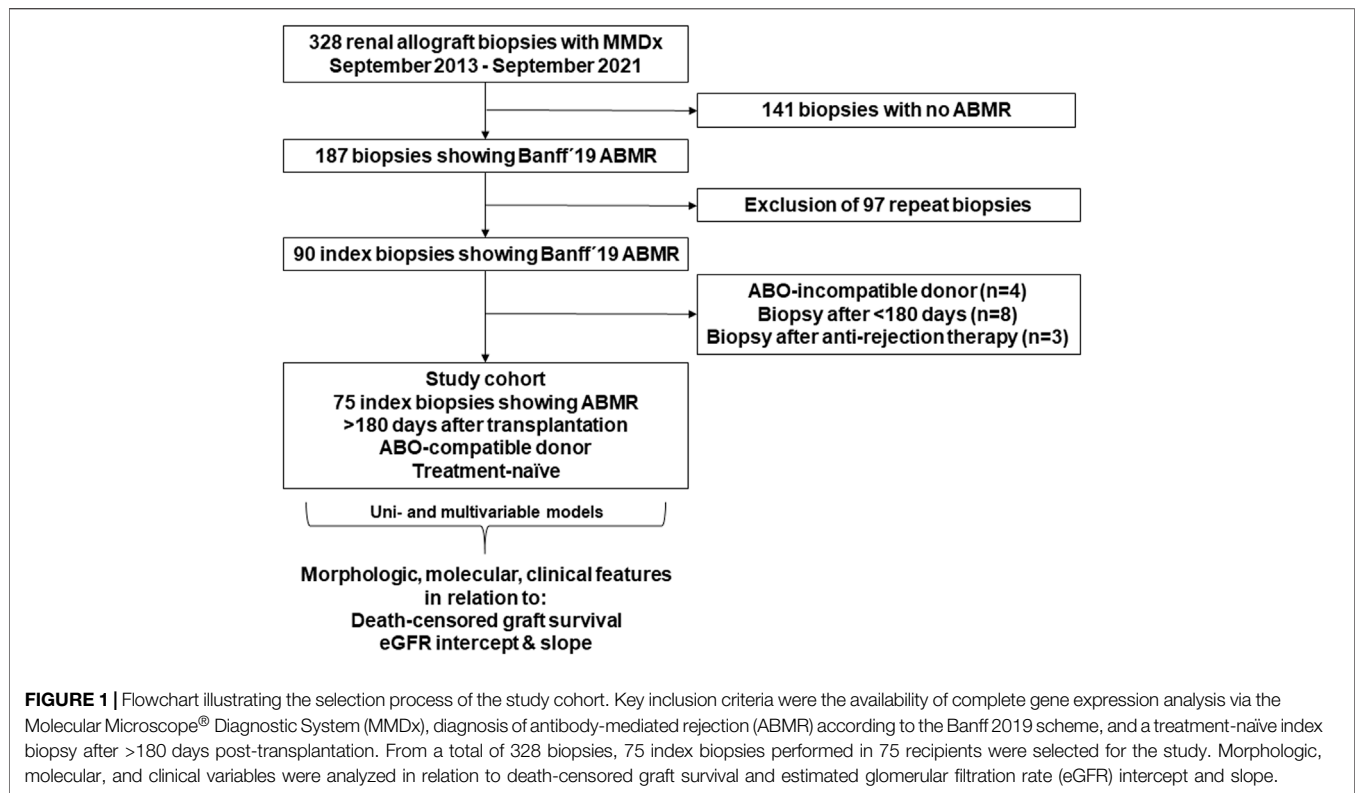 328 renal allograft biopsies with MMDx
September 2013 - September 2021
141 biopsies with no ABMR
187 biopsies showing Banff´19 ABMR
Exclusion of 97 repeat biopsies
90 index biopsies showing Banff´19 ABMR
ABO-incompatible donor (n=4)
Biopsy after <180 days (n=8)
Biopsy after anti-rejection therapy (n=3)
Study cohort
75 index biopsies showing ABMR
>180 days after transplantation
ABO-compatible donor
Treatment-naïve
Uni- and multivariable models
Morphologic, molecular, clinical features
in relation to:
Death-censored graft survival
eGFR intercept & slope
FIGURE 1 | Flowchart illustrating the selection process of the study cohort. Key inclusion criteria were the availability of complete gene expression analysis via the
Molecular Microscope® Diagnostic System (MMDx), diagnosis of antibody-mediated rejection (ABMR) according to the Banff 2019 scheme, and a treatment-naïve index
biopsy after >180 days post-transplantation. From a total of 328 biopsies, 75 index biopsies performed in 75 recipients were selected for the study. Morphologic,
molecular, and clinical variables were analyzed in relation to death-censored graft survival and estimated glomerular filtration rate (eGFR) intercept and slope.